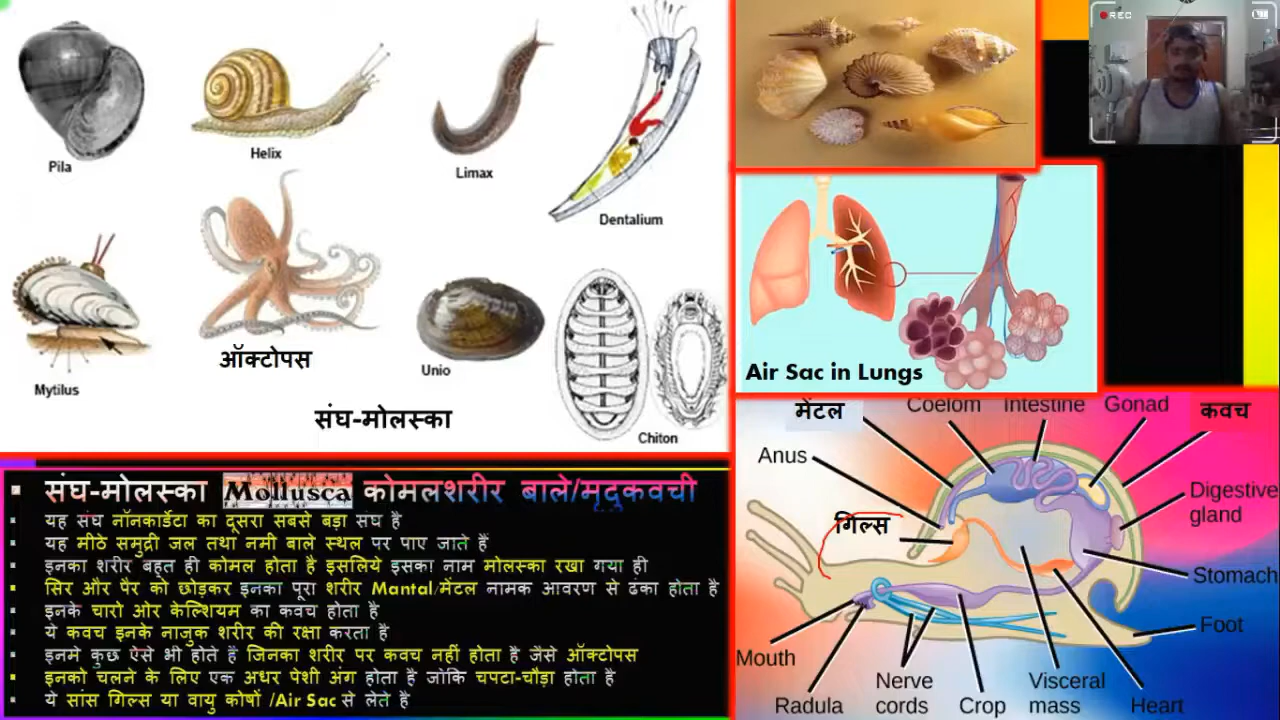 Pila
Helix
Limax
Dentalium
Mytilus
ऑक्टोपस
Unio
Chiton
संघ-मोलस्का
REC
Air Sac in Lungs
मेंटल
Coelom
Intestine
Gonad
कवच
Anus
Digestive
gland
गिल्स
Stomach
Foot
Mouth
Radula
Nerve
cords
Crop
Visceral
mass
Heart
संघ-मोलस्का Mollusca कोमलशरीर बाले/मृदुकवची
यह संघ नॉनकार्डेटा का दूसरा सबसे बड़ा संघ है
यह मीठे समुद्री जल तथा नमी बाले स्थल पर पाए जाते हैं
इनका शरीर बहुत ही कोमल होता है इसलिये इसका नाम मोलस्का रखा गया ही
सिर और पैर को छोड़कर इनका पूरा शरीर Mantal/मेंटल नामक आवरण से ढंका होता है
इनके चारो ओर केल्शियम का कवच होता है
ये कवच इनके नाजुक शरीर की रक्षा करता है
इनमे कुछ ऐसे भी होते है जिनका शरीर पर कवच नहीं होता है जैसे ऑक्टोपस
इनको चलने के लिए एक अधर पेशी अंग होता है जोकि चपटा-चौड़ा होता है
ये सांस गिल्स या वायु कोषों /Air Sac से लेते है